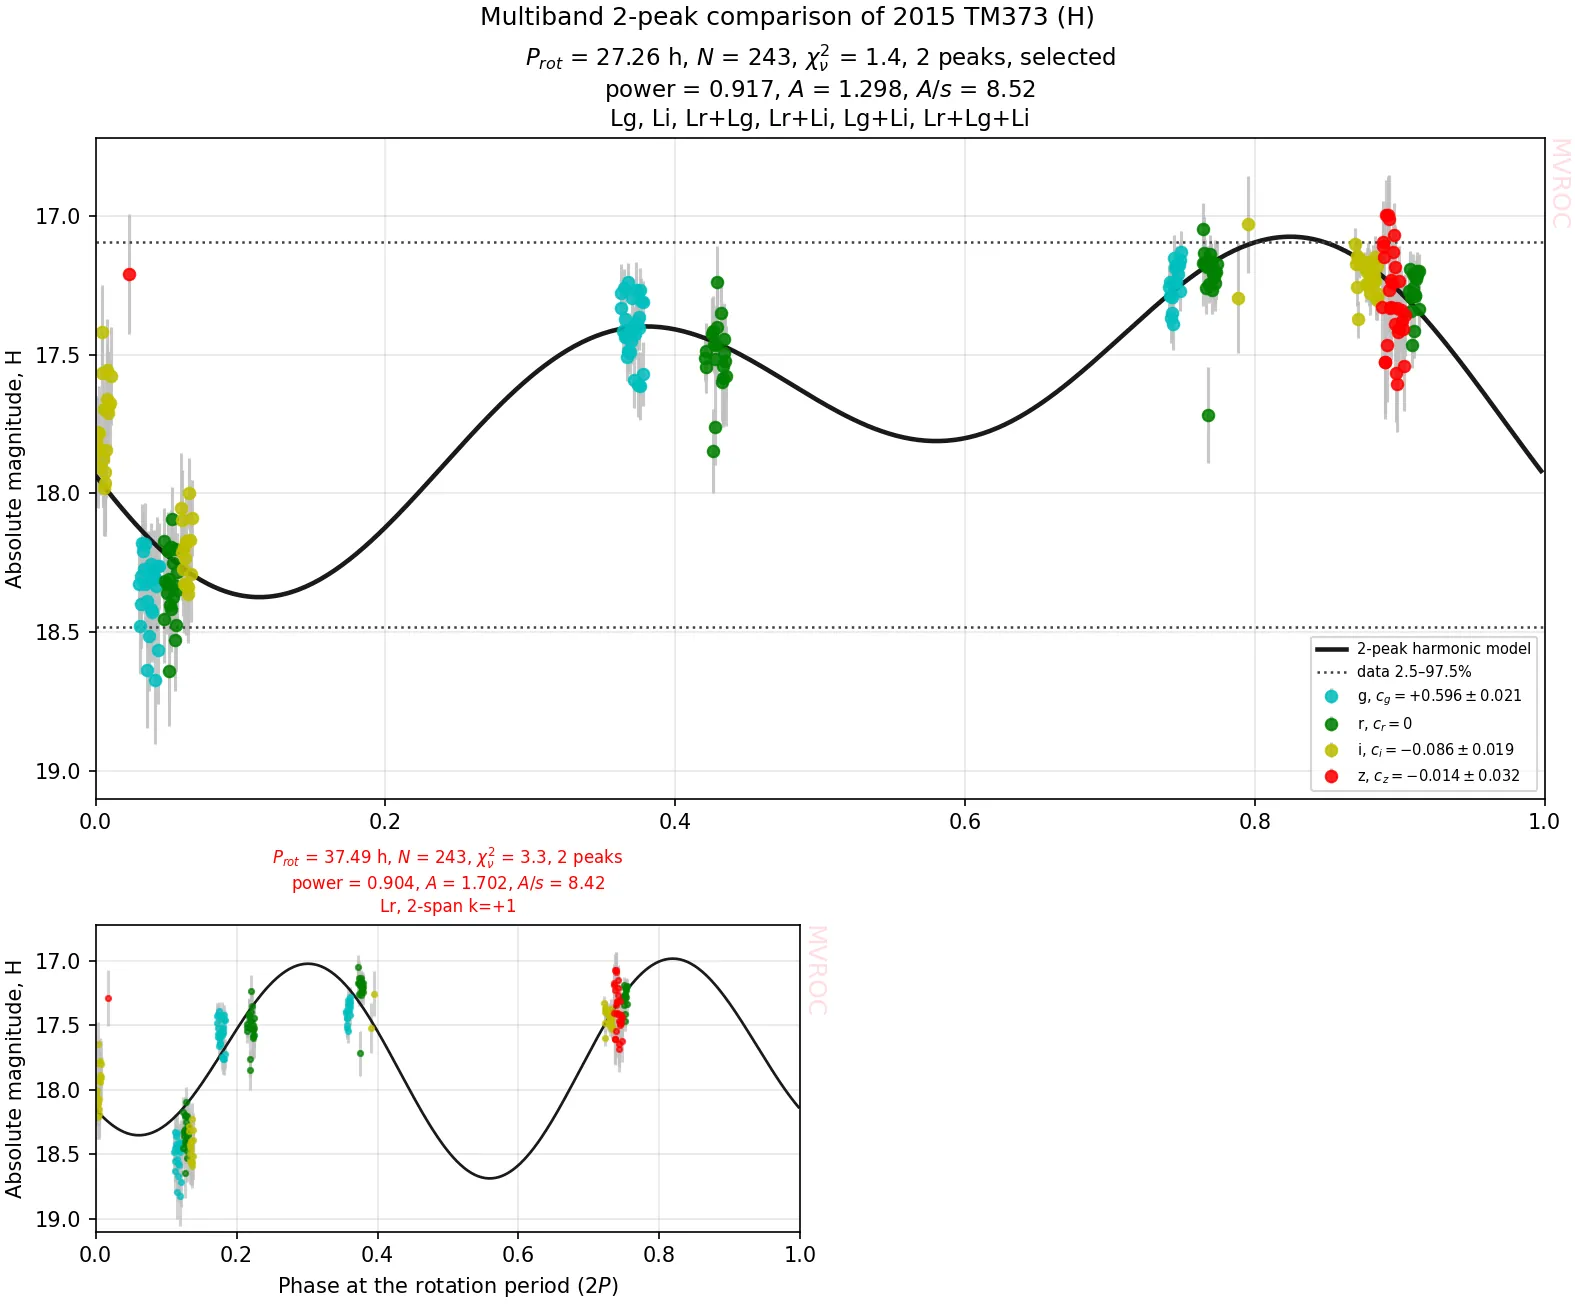 Multiband 2-peak comparison of 2015 TM373 (H)
P_rot = 27.26 h, N = 243, χ²_ν = 1.4, 2 peaks, selected
power = 0.917, A = 1.298, A/s = 8.52
Lg, Li, Lr+Lg, Lr+Li, Lg+Li, Lr+Lg+Li
MVROC
Absolute magnitude, H
17.0
17.5
18.0
18.5
19.0
2-peak harmonic model
data 2.5–97.5%
g, c_g = +0.596 ± 0.021
r, c_r = 0
i, c_i = −0.086 ± 0.019
z, c_z = −0.014 ± 0.032
0.0 0.2 0.4 0.6 0.8 1.0
P_rot = 37.49 h, N = 243, χ²_ν = 3.3, 2 peaks
power = 0.904, A = 1.702, A/s = 8.42
Lr, 2-span k=+1
MVROC
Absolute magnitude, H
17.0
17.5
18.0
18.5
19.0
0.0 0.2 0.4 0.6 0.8 1.0
Phase at the rotation period (2P)